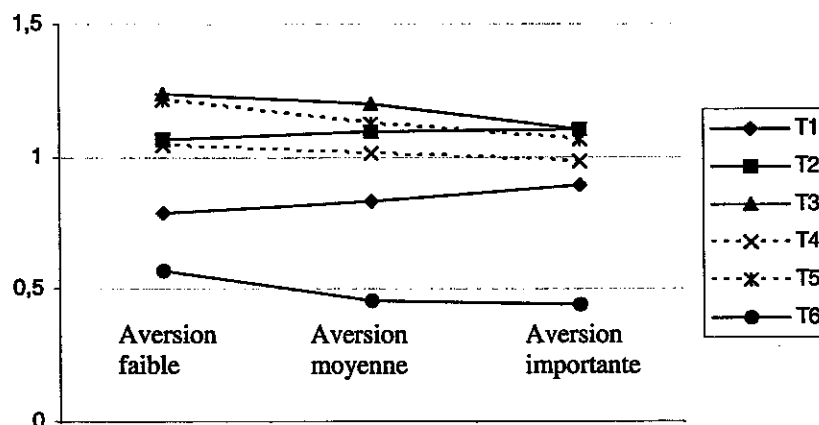 1,5
1
0,5
0
Aversion faible
Aversion moyenne
Aversion importante
T1
T2
T3
T4
T5
T6